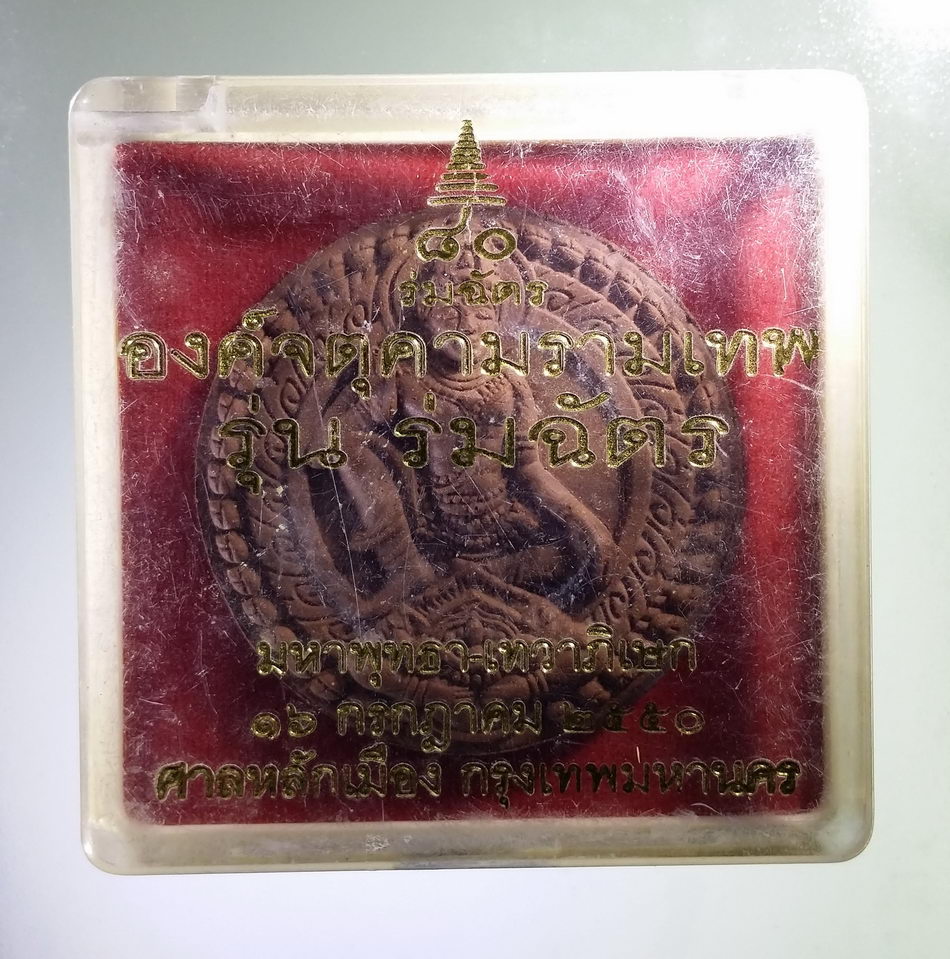 ๘๐
ร่มฉัตร
องค์จตุคามรามเทพ
รุ่น ร่มฉัตร
มหาพุทธา-เทวาภิเษก
๑๖ กรกฎาคม ๒๕๕๐
ศาลหลักเมือง กรุงเทพมหานคร